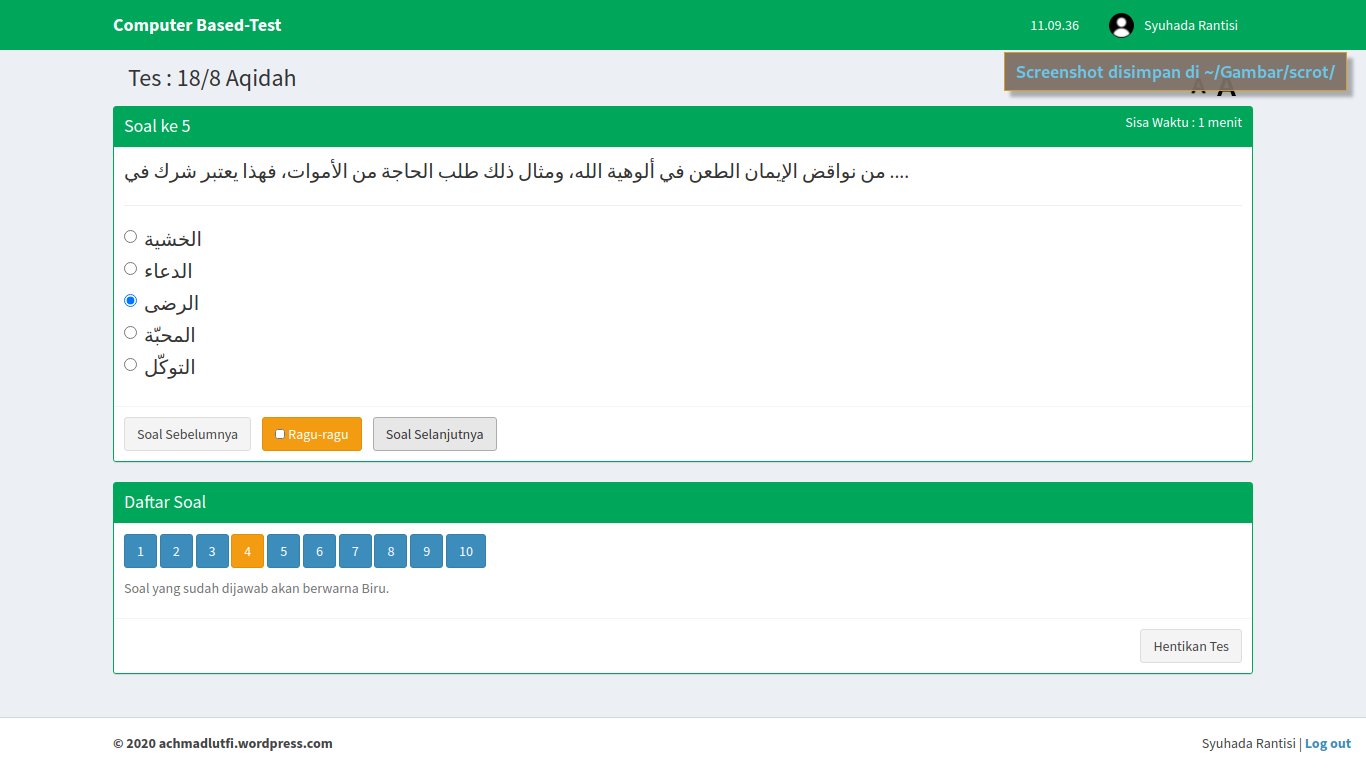 Computer Based-Test
11.09.36
Syuhada Rantisi
Tes : 18/8 Aqidah
Screenshot disimpan di ~/Gambar/scrot/
A A
Soal ke 5
Sisa Waktu : 1 menit
من نواقض الإيمان الطعن في ألوهية الله، ومثال ذلك طلب الحاجة من الأموات، فهذا يعتبر شرك في ....
الخشية
الدعاء
الرضى
المحبّة
التوكّل
Soal Sebelumnya
Ragu-ragu
Soal Selanjutnya
Daftar Soal
1 2 3 4 5 6 7 8 9 10
Soal yang sudah dijawab akan berwarna Biru.
Hentikan Tes
© 2020 achmadlutfi.wordpress.com
Syuhada Rantisi | Log out